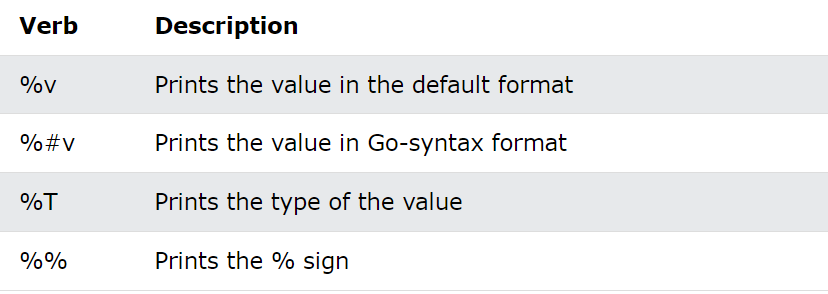 Verb Description
%v Prints the value in the default format
%#v Prints the value in Go-syntax format
%T Prints the type of the value
%% Prints the % sign